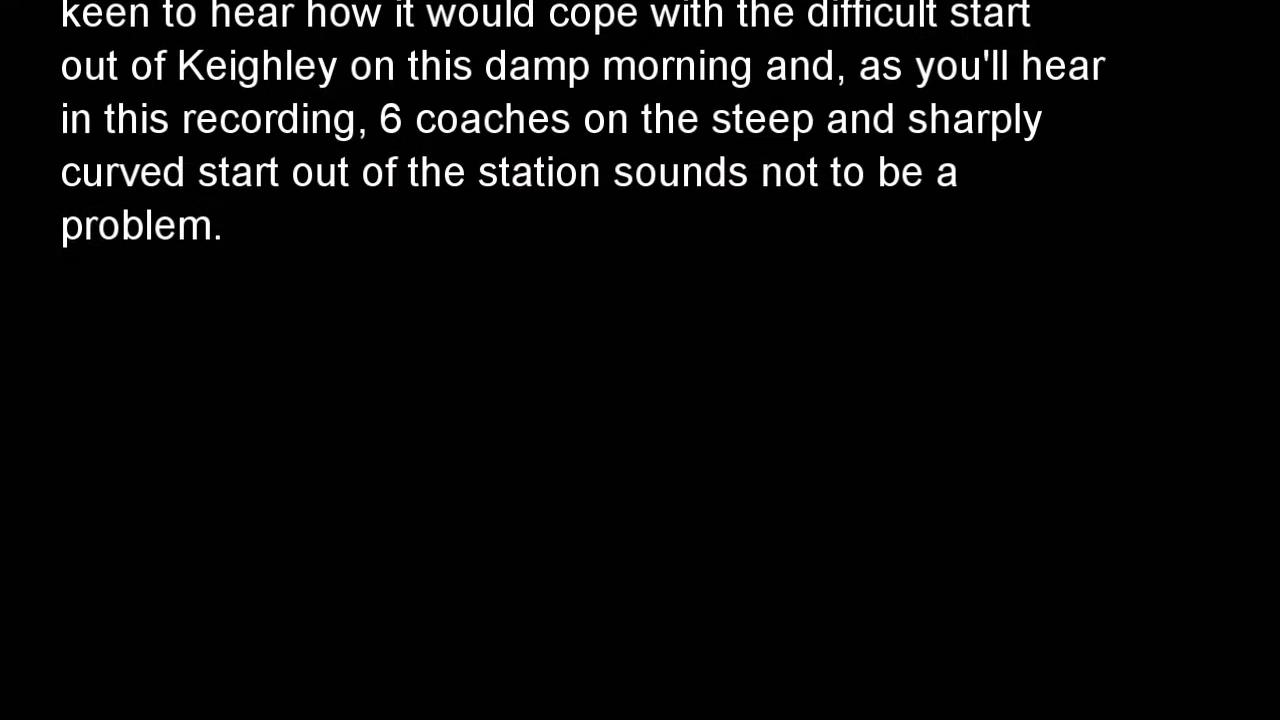 keen to hear how it would cope with the difficult start
out of Keighley on this damp morning and, as you'll hear
in this recording, 6 coaches on the steep and sharply
curved start out of the station sounds not to be a
problem.